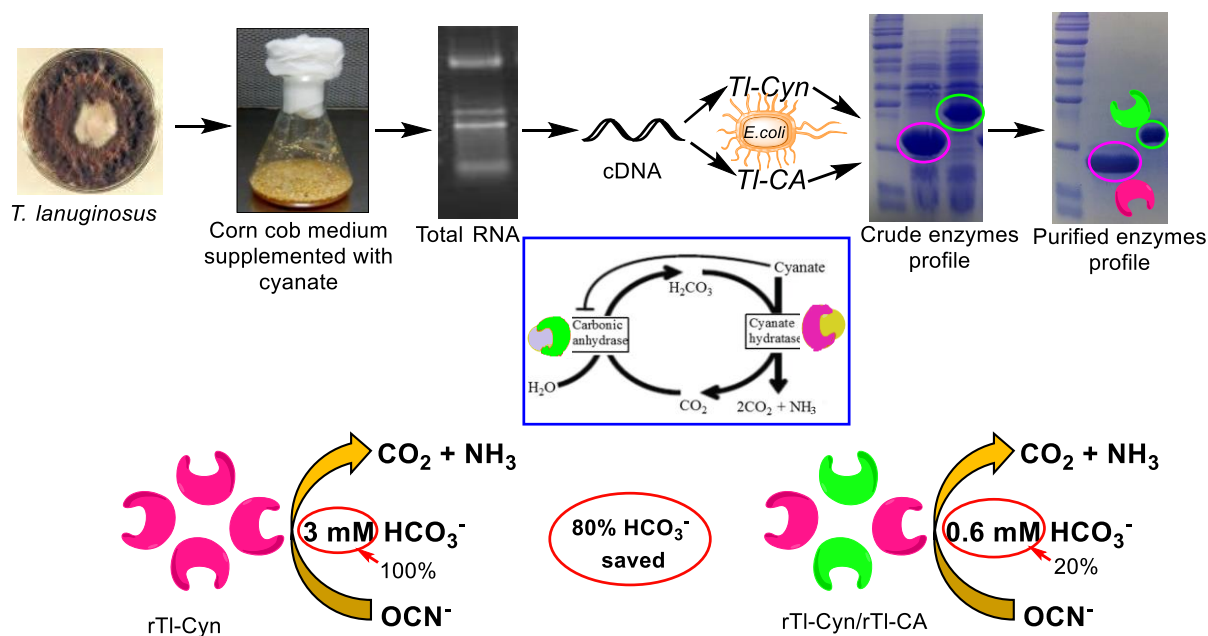 T. lanuginosus
Corn cob medium
supplemented with
cyanate
Total RNA
cDNA
Tl-Cyn
E.coli
Tl-CA
Crude enzymes
profile
Purified enzymes
profile
Cyanate
H₂CO₃
Carbonic
anhydrase
Cyanate
hydratase
H₂O
CO₂
2CO₂ + NH₃
CO₂ + NH₃
3 mM HCO₃⁻
100%
OCN⁻
rTl-Cyn
80% HCO₃⁻
saved
CO₂ + NH₃
0.6 mM HCO₃⁻
20%
OCN⁻
rTl-Cyn/rTl-CA